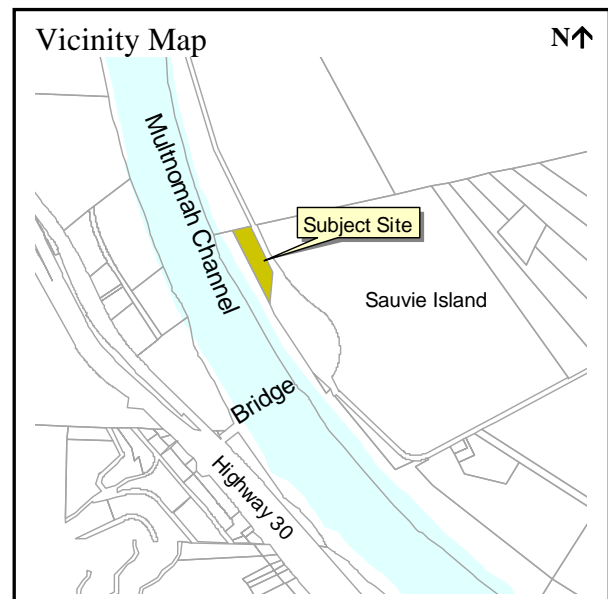 Vicinity Map
N↑
Multnomah Channel
Subject Site
Sauvie Island
Bridge
Highway 30